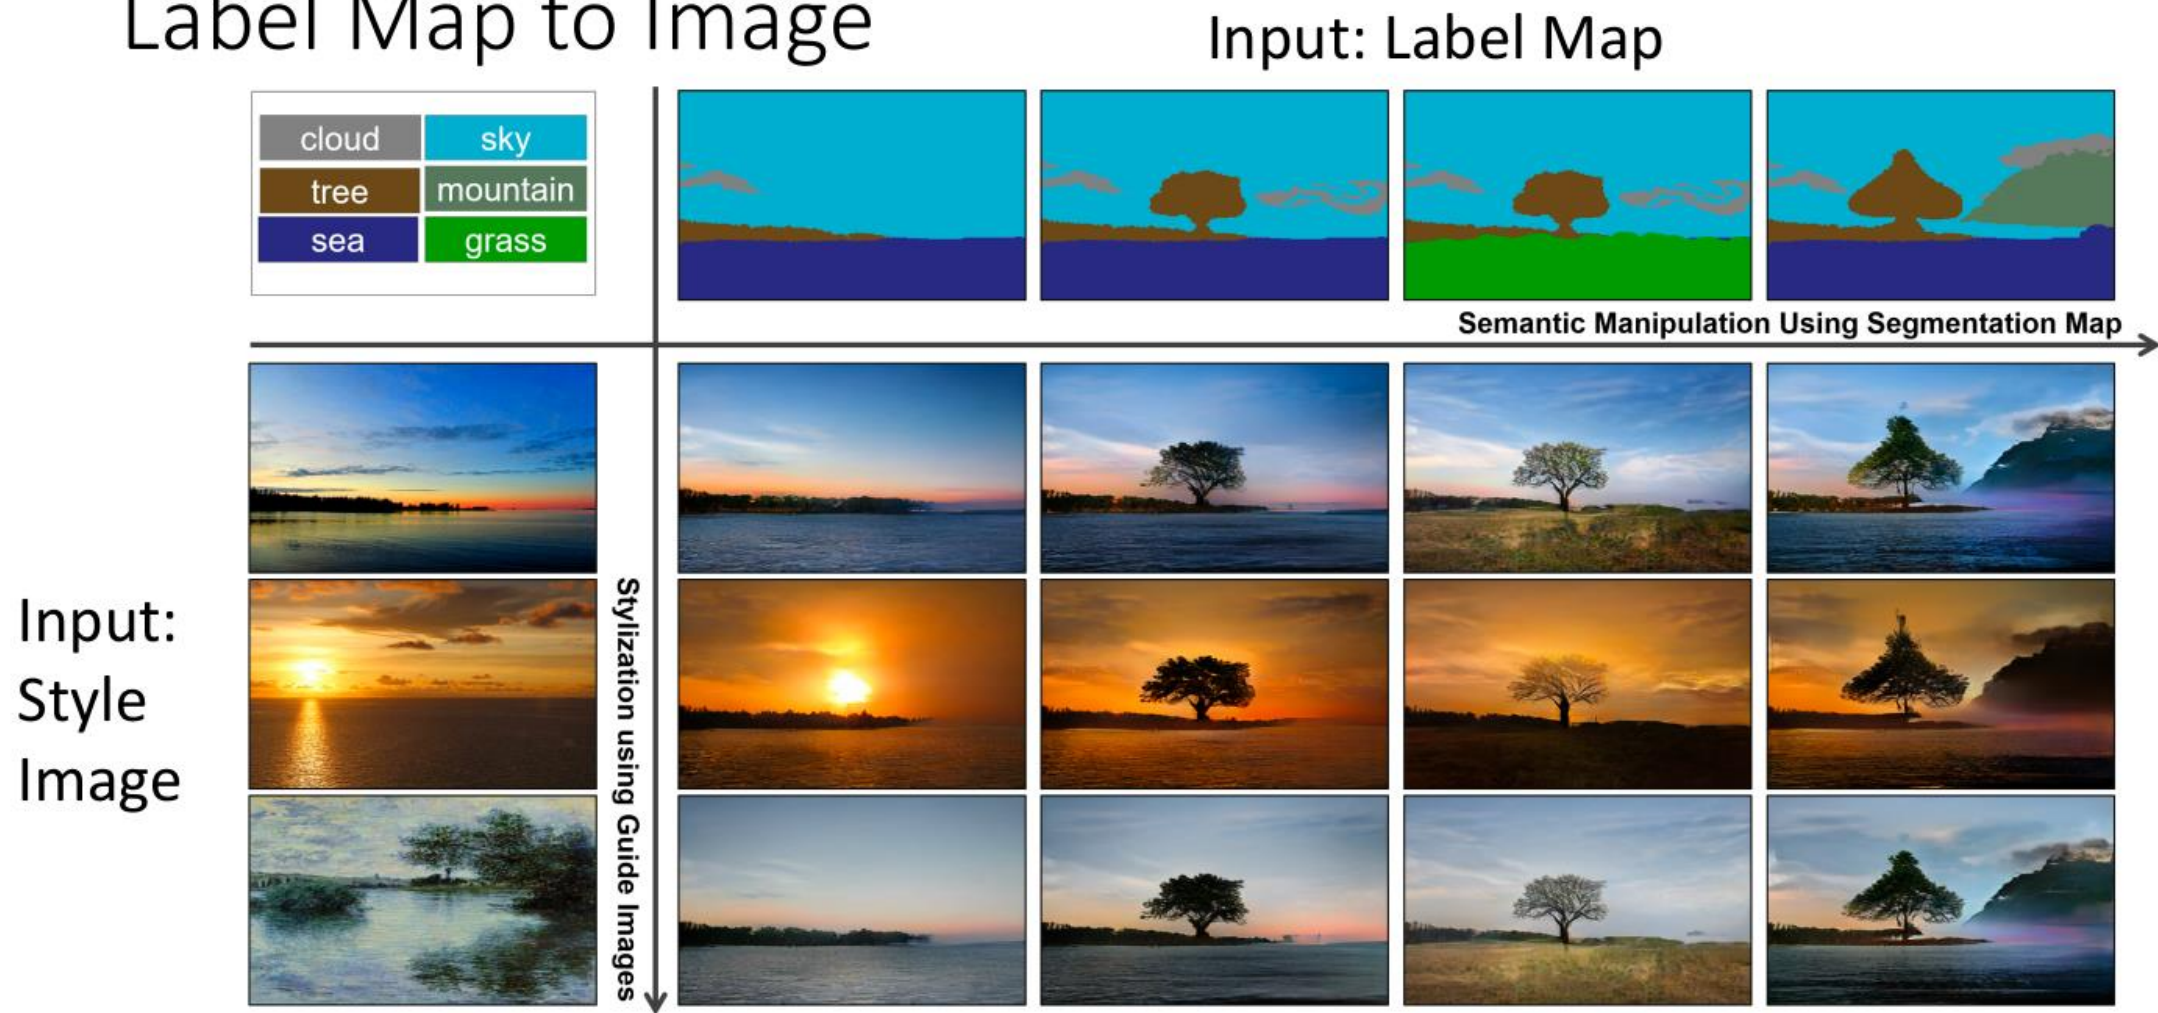 Label Map to Image
Input: Label Map
cloud
sky
tree
mountain
sea
grass
Semantic Manipulation Using Segmentation Map
Stylization using Guide Images
Input:
Style
Image